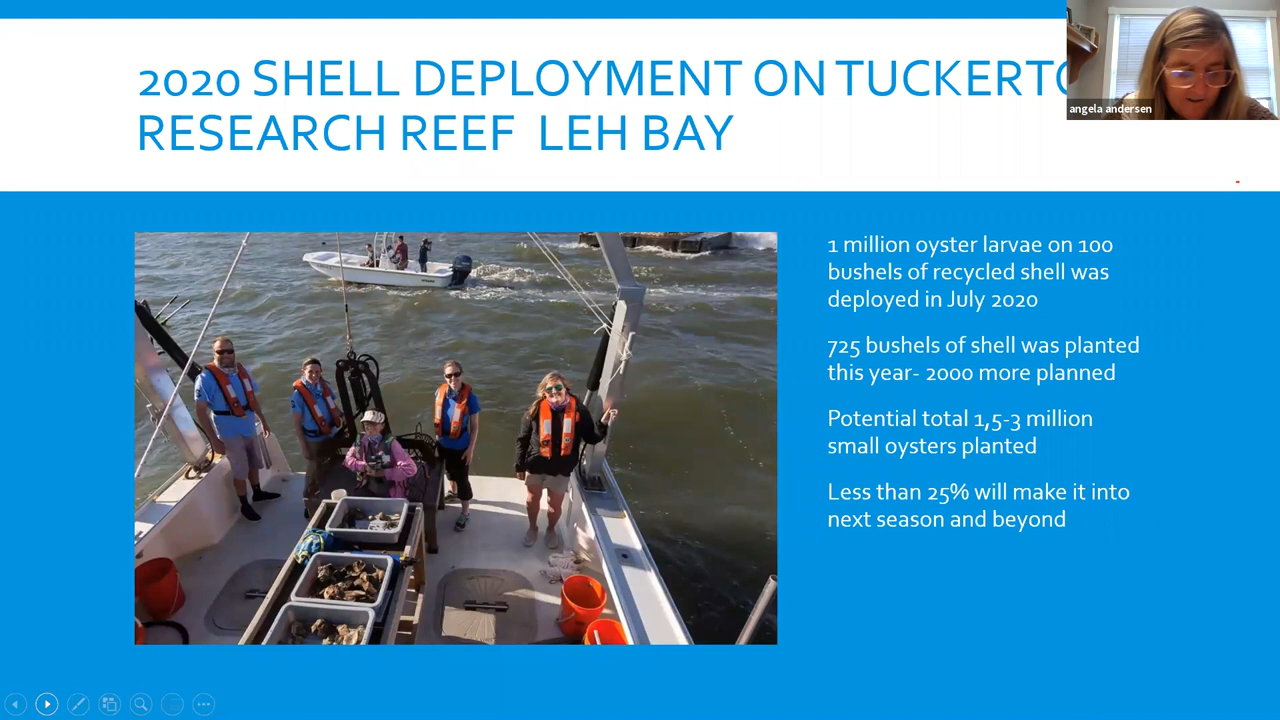 2020 SHELL DEPLOYMENT ON
RESEARCH REEF LEH BAY
angela andersen
1 million oyster larvae on 100
bushels of recycled shell was
deployed in July 2020
725 bushels of shell was planted
this year- 2000 more planned
Potential total 1,5-3 million
small oysters planted
Less than 25% will make it into
next season and beyond